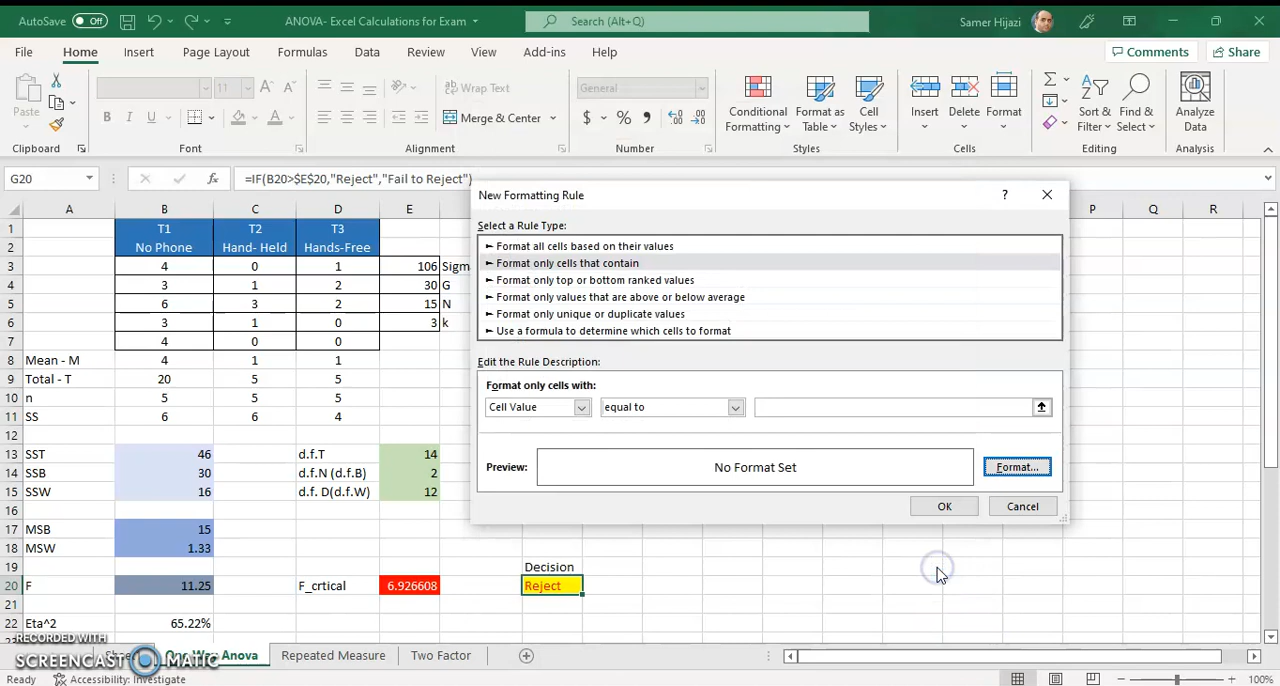 AutoSave Off ANOVA- Excel Calculations for Exam Search (Alt+Q) Samer Hijazi
File Home Insert Page Layout Formulas Data Review View Add-ins Help Comments Share
Paste 11 Wrap Text General Conditional Format as Cell Insert Delete Format Sort & Find & Analyze
B I U A Merge & Center $ % Formatting Table Styles Filter Select Data
Clipboard Font Alignment Number Styles Cells Editing Analysis
G20 fx =IF(B20>$E$20,"Reject","Fail to Reject")
A B C D E P Q R
1 T1 T2 T3
2 No Phone Hand- Held Hands-Free
3 4 0 1 106 Sigm
4 3 1 2 30 G
5 6 3 2 15 N
6 3 1 0 3 k
7 4 0 0
8 Mean - M 4 1 1
9 Total - T 20 5 5
10 n 5 5 5
11 SS 6 6 4
12
13 SST 46 d.f.T 14
14 SSB 30 d.f.N (d.f.B) 2
15 SSW 16 d.f. D(d.f.W) 12
16
17 MSB 15
18 MSW 1.33
19 Decision
20 F 11.25 F_crtical 6.926608 Reject
21
22 Eta^2 65.22%
New Formatting Rule ?
Select a Rule Type:
► Format all cells based on their values
► Format only cells that contain
► Format only top or bottom ranked values
► Format only values that are above or below average
► Format only unique or duplicate values
► Use a formula to determine which cells to format
Edit the Rule Description:
Format only cells with:
Cell Value equal to
Preview: No Format Set Format...
OK Cancel
RECORDED WITH
SCREENCAST MATIC
One Way Anova Repeated Measure Two Factor
Ready Accessibility: Investigate 100%